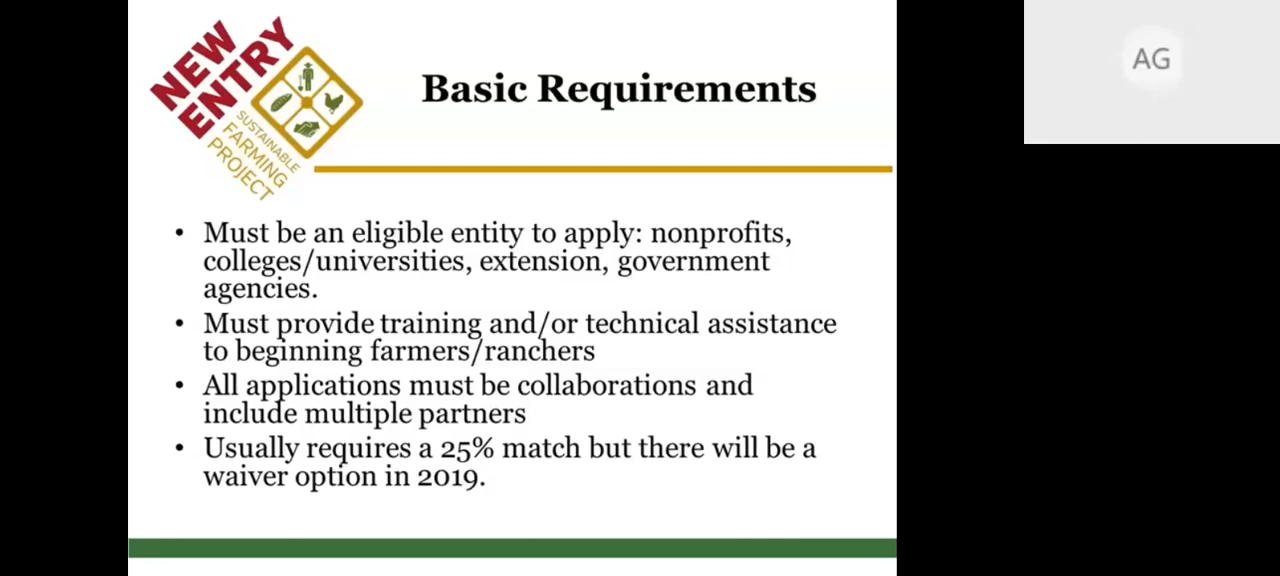 NEW
ENTRY
SUSTAINABLE
FARMING
PROJECT
Basic Requirements
AG
• Must be an eligible entity to apply: nonprofits,
colleges/universities, extension, government
agencies.
• Must provide training and/or technical assistance
to beginning farmers/ranchers
• All applications must be collaborations and
include multiple partners
• Usually requires a 25% match but there will be a
waiver option in 2019.